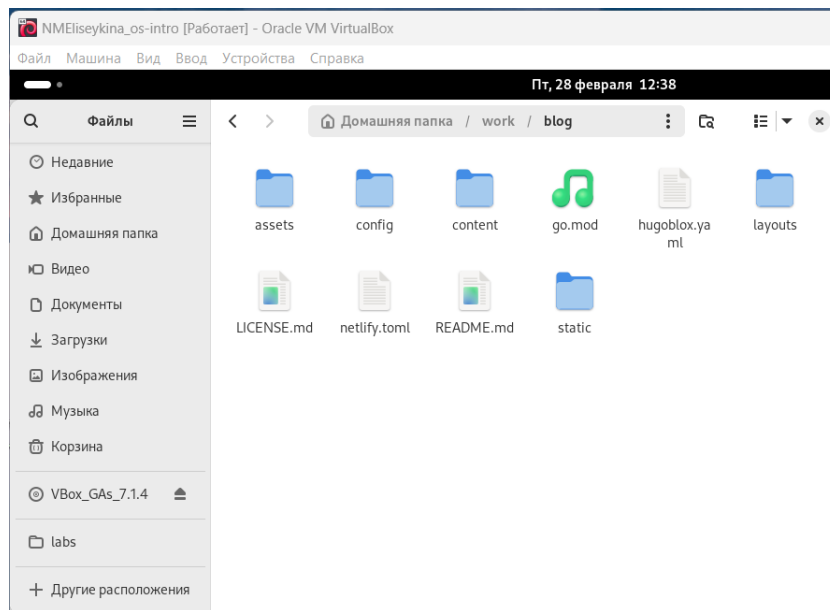 NMEliseykina_os-intro [Работает] - Oracle VM VirtualBox
Файл Машина Вид Ввод Устройства Справка
Пт, 28 февраля 12:38
Файлы
Домашняя папка / work / blog
Недавние
Избранные
Домашняя папка
Видео
Документы
Загрузки
Изображения
Музыка
Корзина
VBox_GAs_7.1.4
labs
Другие расположения
assets config content go.mod hugoblox.ya layouts
ml
LICENSE.md netlify.toml README.md static